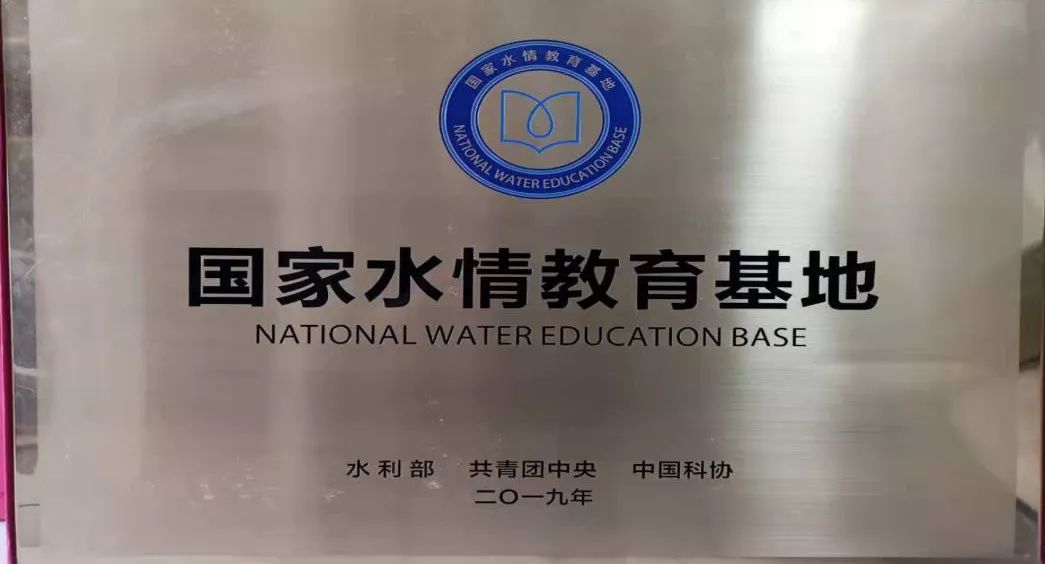 国家水情教育基地
NATIONAL WATER EDUCATION BASE
国家水情教育基地
NATIONAL WATER EDUCATION BASE
水利部 共青团中央 中国科协
二〇一九年